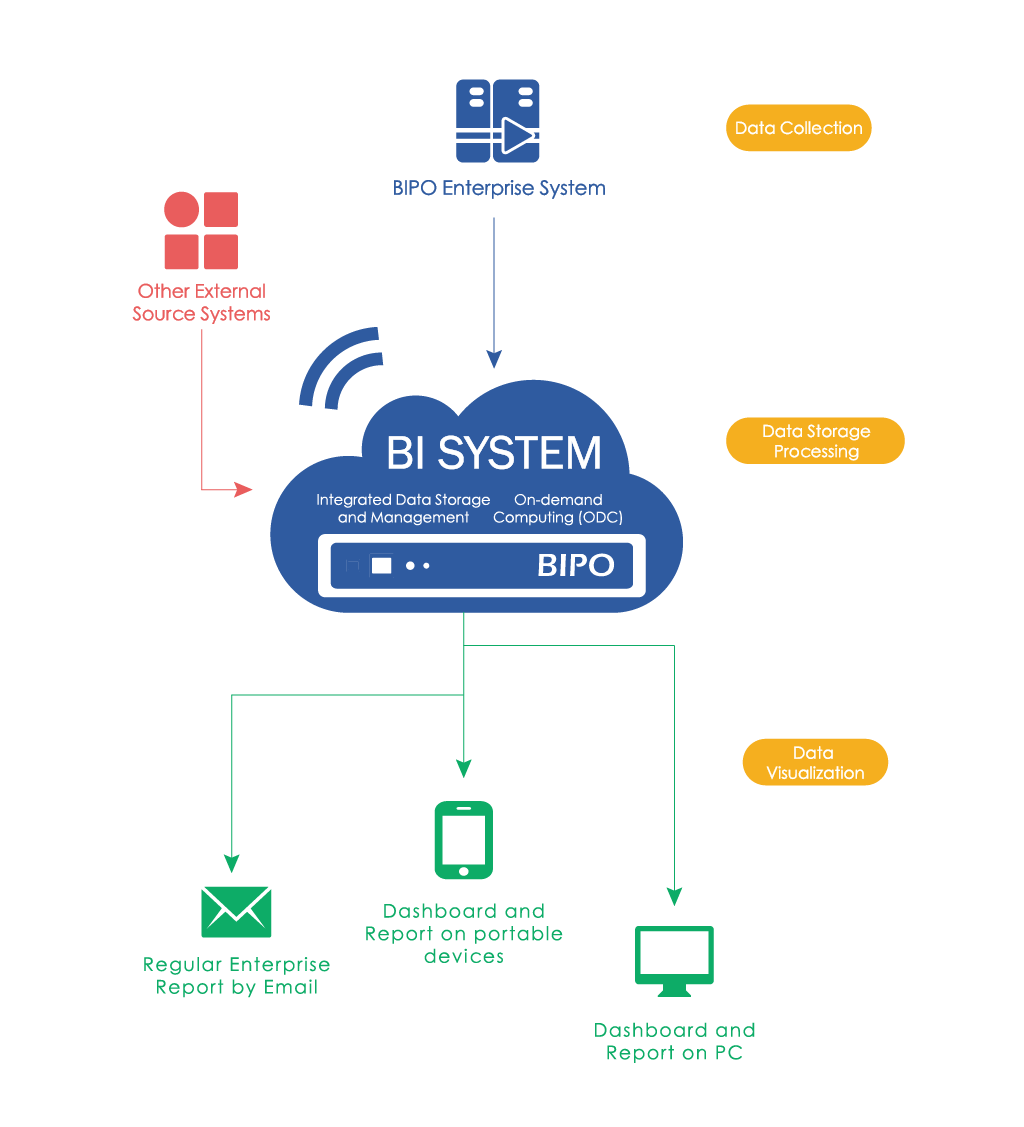 Data Collection
BIPO Enterprise System
Other External
Source Systems
BI SYSTEM
Data Storage
Processing
Integrated Data Storage
and Management
On-demand
Computing (ODC)
BIPO
Data
Visualization
Dashboard and
Report on portable
devices
Regular Enterprise
Report by Email
Dashboard and
Report on PC